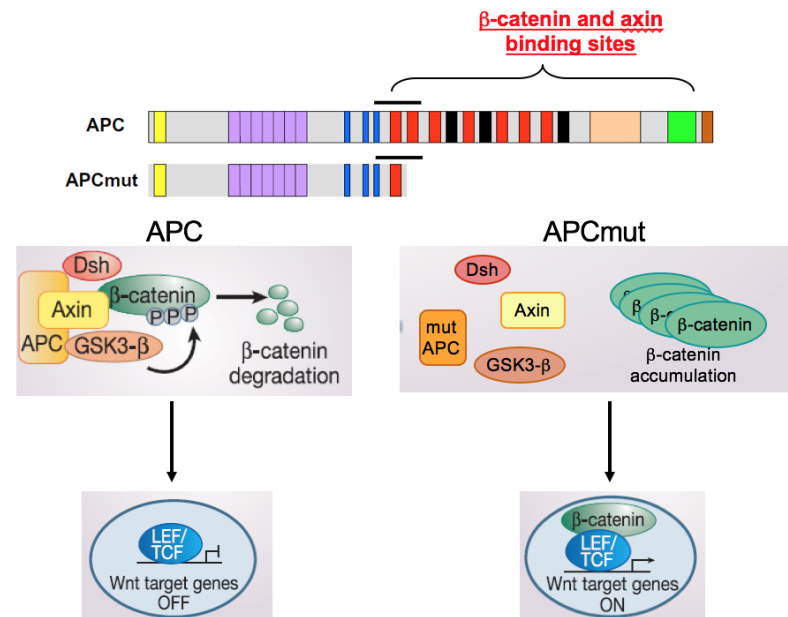 β-catenin and axin
binding sites
APC
APCmut
APC
APCmut
Dsh
β-catenin
Axin
P P P
APC
GSK3-β
β-catenin
degradation
Dsh
Axin
mut
APC
GSK3-β
β
β-c
β-catenin
β-catenin
accumulation
LEF/
TCF
Wnt target genes
OFF
β-catenin
LEF/
TCF
Wnt target genes
ON